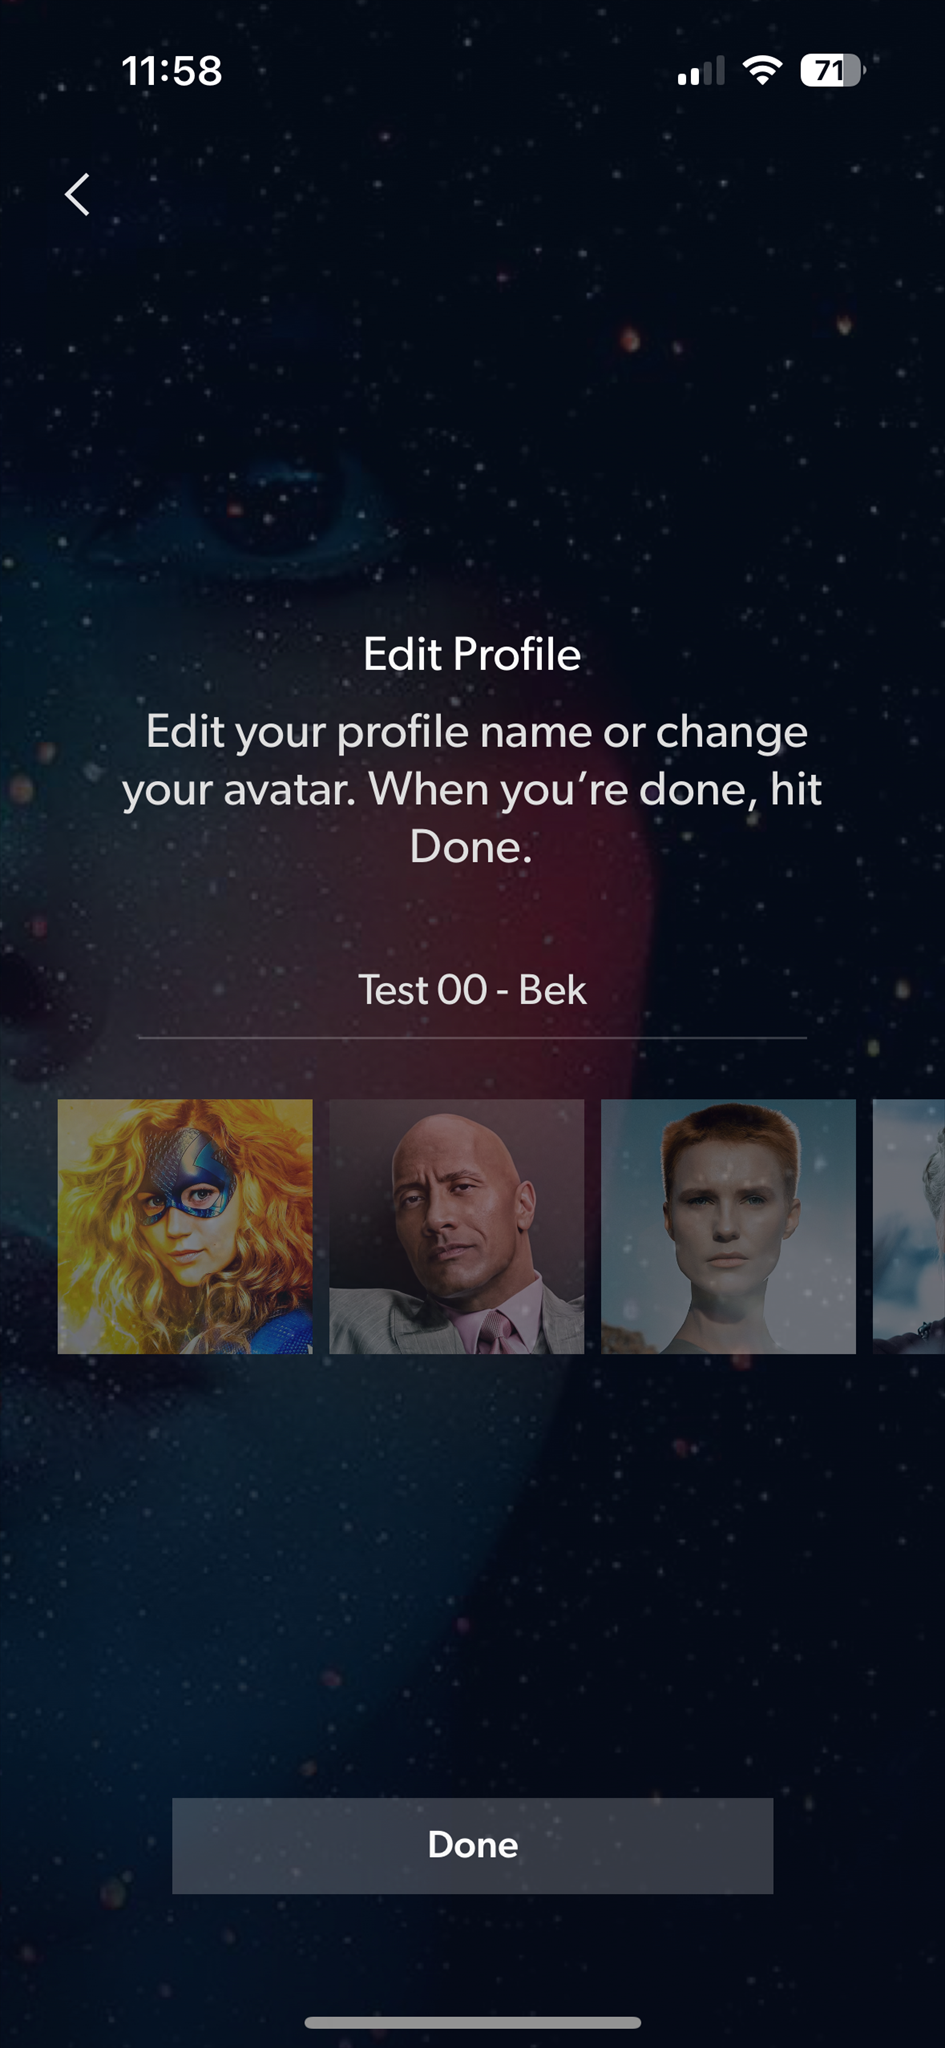 11:58
71
Edit Profile
Edit your profile name or change
your avatar. When you’re done, hit
Done.
Test 00 - Bek
Done